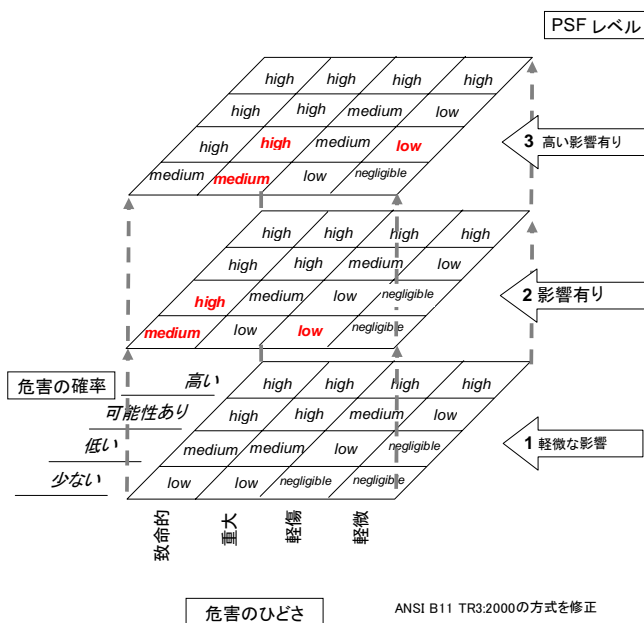 PSF レベル
high high high high
high high medium low
high high medium low
medium medium low negligible
3 高い影響有り
high high high high
high high medium low
high medium low negligible
medium low low negligible
2 影響有り
危害の確率
高い
可能性あり
低い
少ない
high high high high
high high medium low
medium medium low negligible
low low negligible negligible
1 軽微な影響
致命的
重大
軽傷
軽微
危害のひどさ
ANSI B11 TR3:2000の方式を修正